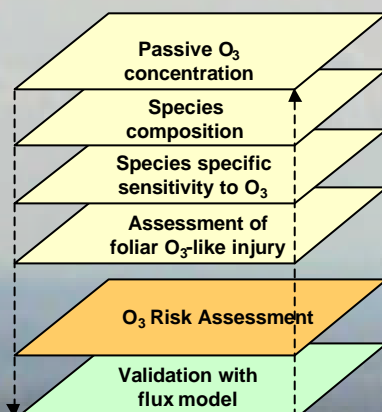 Passive O₃
concentration
Species
composition
Species specific
sensitivity to O₃
Assessment of
foliar O₃-like injury
O₃ Risk Assessment
Validation with
flux model